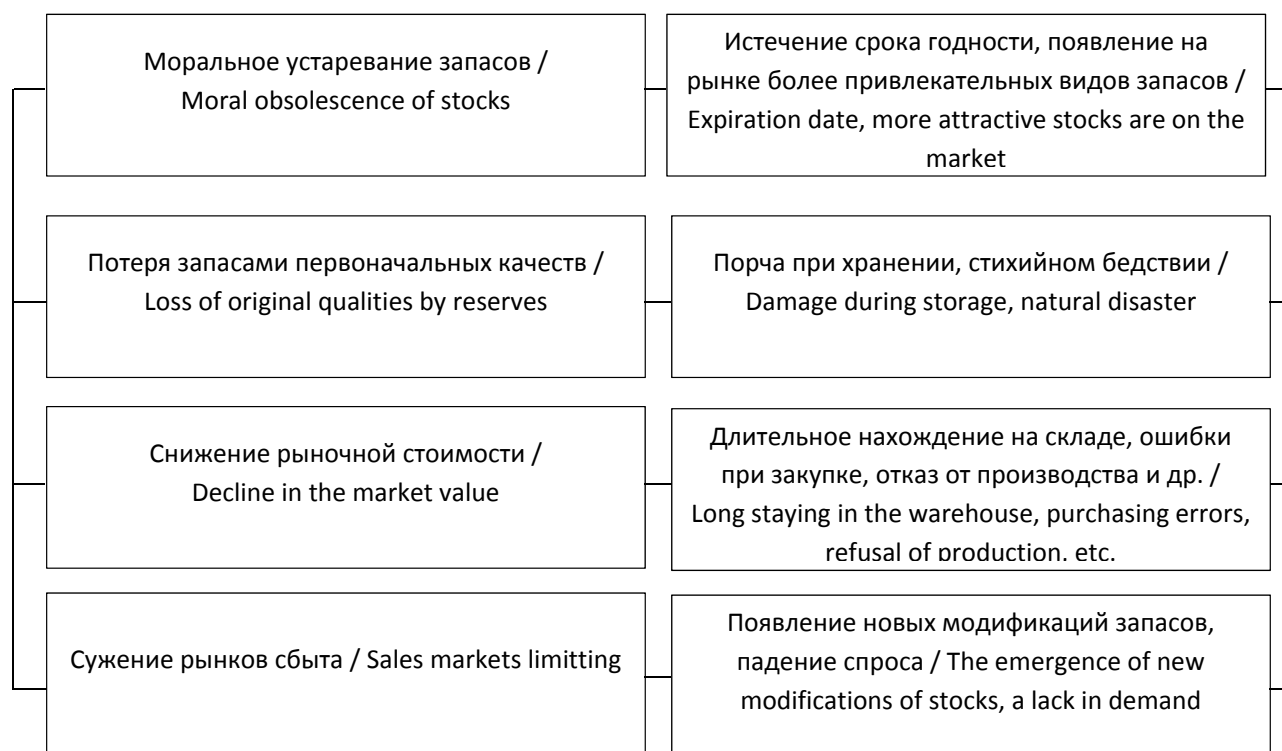 Моральное устаревание запасов /
Moral obsolescence of stocks
Истечение срока годности, появление на
рынке более привлекательных видов запасов /
Expiration date, more attractive stocks are on the
market
Потеря запасами первоначальных качеств /
Loss of original qualities by reserves
Порча при хранении, стихийном бедствии /
Damage during storage, natural disaster
Снижение рыночной стоимости /
Decline in the market value
Длительное нахождение на складе, ошибки
при закупке, отказ от производства и др. /
Long staying in the warehouse, purchasing errors,
refusal of production, etc.
Сужение рынков сбыта / Sales markets limitting
Появление новых модификаций запасов,
падение спроса / The emergence of new
modifications of stocks, a lack in demand